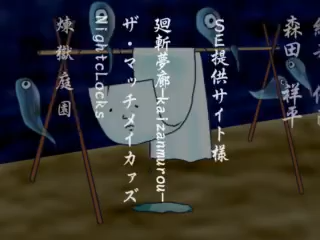 森田 祥平
SE提供サイト様
廻斬夢廊-kaizanmurou-
ザ・マッチメイカァズ
NightcLocks
煉獄庭園